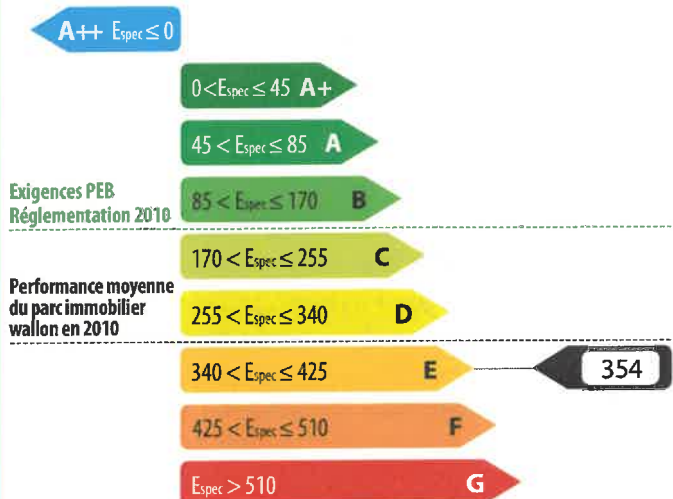 A++ Espec ≤ 0
0 < Espec ≤ 45 A+
45 < Espec ≤ 85 A
Exigences PEB
Réglementation 2010
85 < Espec ≤ 170 B
170 < Espec ≤ 255 C
Performance moyenne
du parc immobilier
wallon en 2010
255 < Espec ≤ 340 D
340 < Espec ≤ 425 E
354
425 < Espec ≤ 510 F
Espec > 510 G